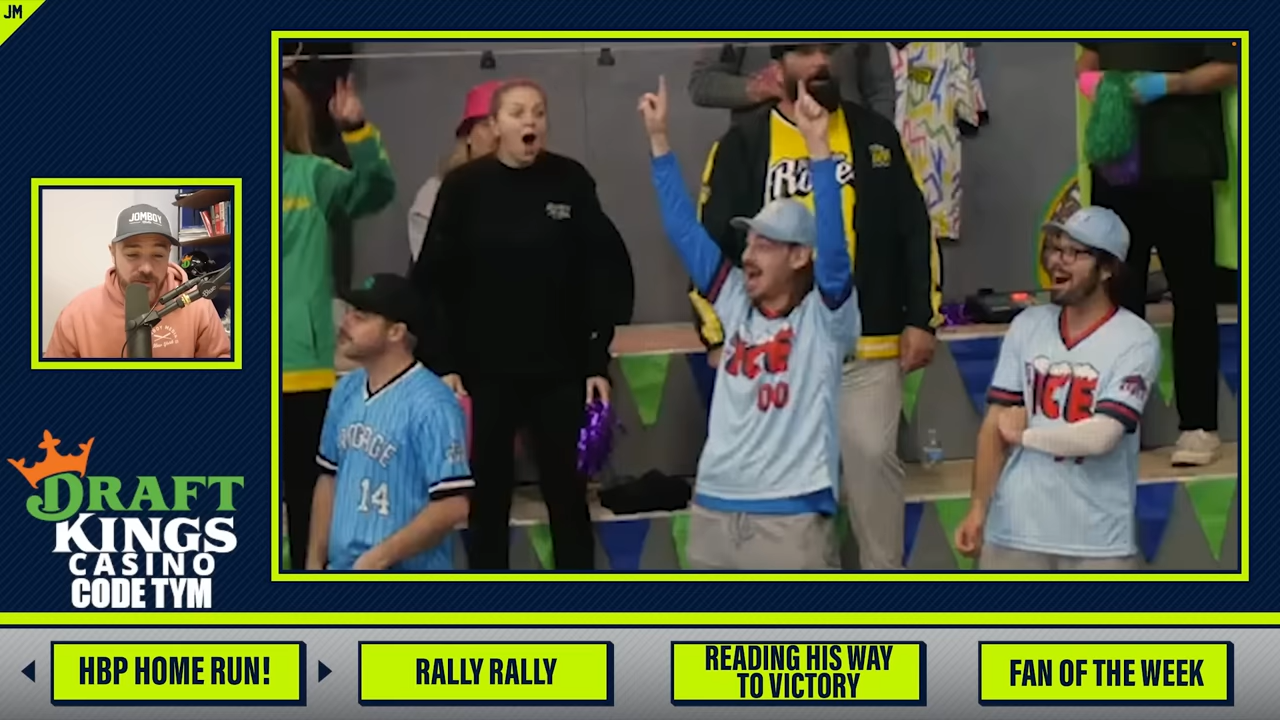 JM
JOMBOY
ICE
00
ICE
14
DRAFT
KINGS
CASINO
CODE TYM
HBP HOME RUN!
RALLY RALLY
READING HIS WAY
TO VICTORY
FAN OF THE WEEK